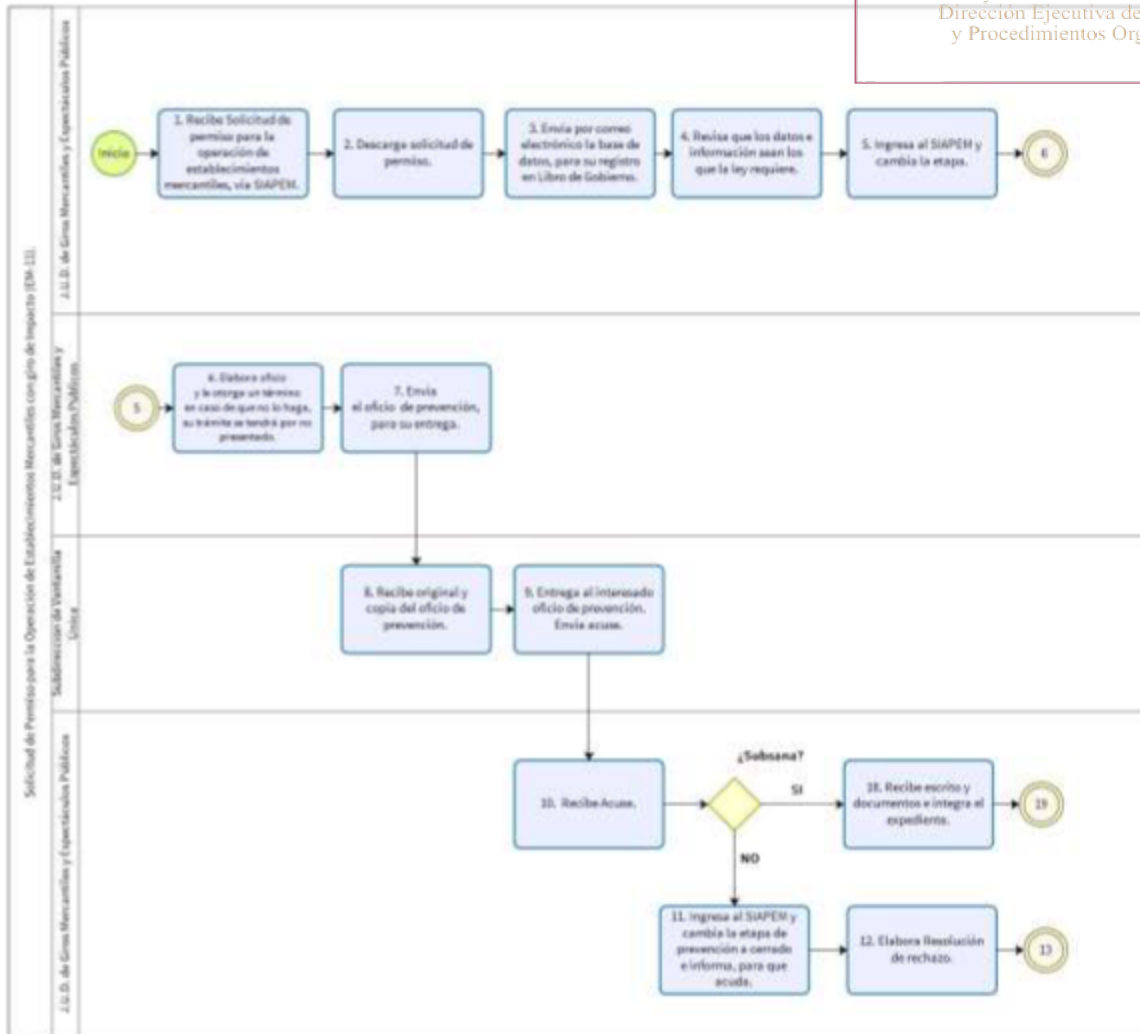 Dirección Ejecutiva de
y Procedimientos Org
Solicitud de Permiso para la Operación de Establecimientos Mercantiles con giro de Impacto (EM-11).
J.U.D. de Giros Mercantiles y Espectáculos Públicos
Inicio
1. Recibe Solicitud de
permiso para la
operación de
establecimientos
mercantiles, vía SIAPEM.
2. Descarga solicitud de
permiso.
3. Envía por correo
electrónico la base de
datos, para su registro
en Libro de Gobierno.
4. Revisa que los datos e
información sean los
que la ley requiere.
5. Ingresa al SIAPEM y
cambia la etapa.
6
J.U.D. de Giros Mercantiles y
Espectáculos Públicos
5
6. Elabora oficio
y le otorga un término
en caso de que no lo haga,
su trámite se tendrá por no
presentado.
7. Envía
el oficio de prevención,
para su entrega.
Subdirección de Ventanilla
Única
8. Recibe original y
copia del oficio de
prevención.
9. Entrega al interesado
oficio de prevención.
Envía acuse.
J.U.D. de Giros Mercantiles y Espectáculos Públicos
10. Recibe Acuse.
¿Subsana?
SI
18. Recibe escrito y
documentos e integra el
expediente.
19
NO
11. Ingresa al SIAPEM y
cambia la etapa de
prevención a cerrado
e informa, para que
acuda.
12. Elabora Resolución
de rechazo.
13